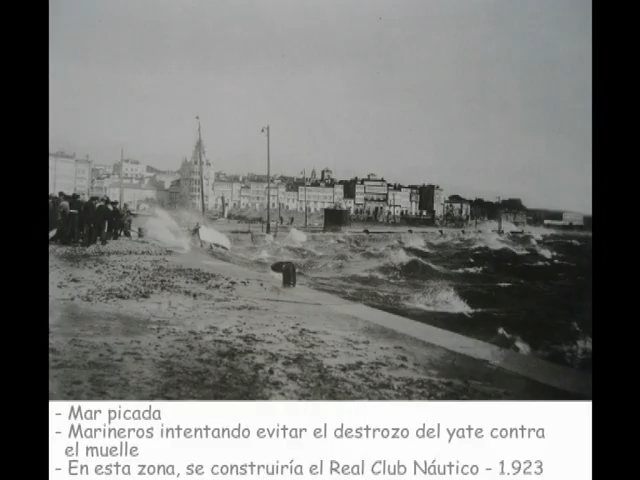 - Mar picada
- Marineros intentando evitar el destrozo del yate contra
el muelle
- En esta zona, se construiría el Real Club Náutico - 1.923